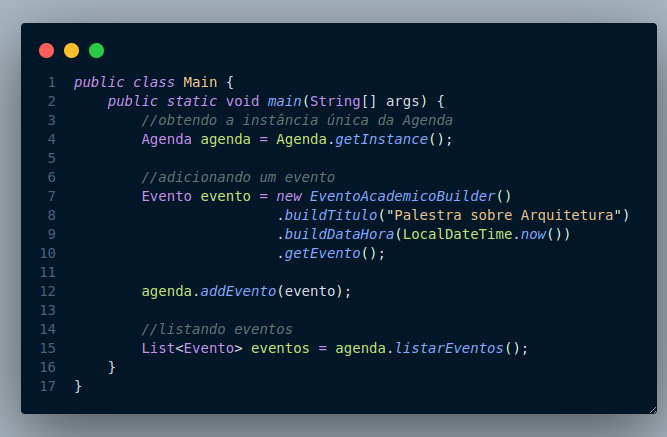 1 public class Main {
2     public static void main(String[] args) {
3         //obtendo a instância única da Agenda
4         Agenda agenda = Agenda.getInstance();
5
6         //adicionando um evento
7         Evento evento = new EventoAcademicoBuilder()
8                         .buildTitulo("Palestra sobre Arquitetura")
9                         .buildDataHora(LocalDateTime.now())
10                         .getEvento();
11
12         agenda.addEvento(evento);
13
14         //listando eventos
15         List<Evento> eventos = agenda.listarEventos();
16     }
17 }